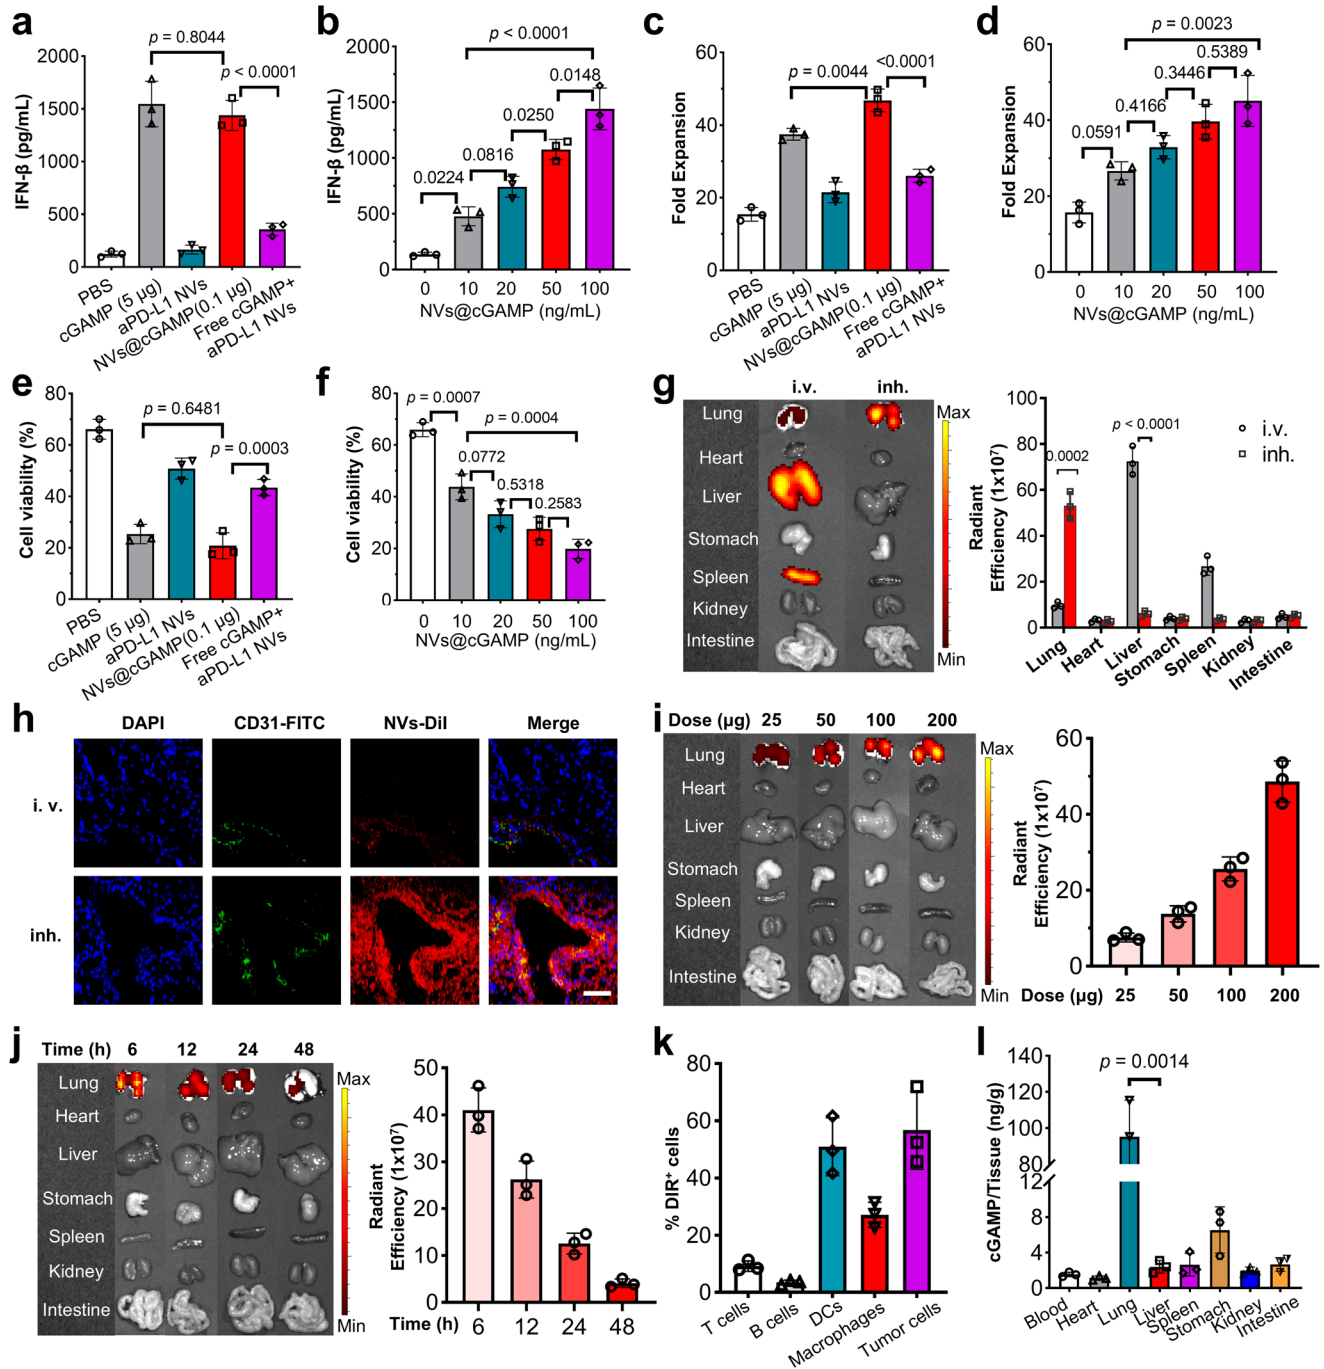 a
p = 0.8044
p < 0.0001
IFN-β (pg/mL)
2000
1500
1000
500
0
PBS
cGAMP (5 μg)
aPD-L1 NVs
NVs@cGAMP(0.1 μg)
Free cGAMP+
aPD-L1 NVs
b
p < 0.0001
0.0148
0.0250
0.0816
0.0224
IFN-β (pg/mL)
2000
1500
1000
500
0
0 10 20 50 100
NVs@cGAMP (ng/mL)
c
p = 0.0044
<0.0001
Fold Expansion
60
40
20
0
PBS
cGAMP (5 μg)
aPD-L1 NVs
NVs@cGAMP(0.1 μg)
Free cGAMP+
aPD-L1 NVs
d
p = 0.0023
0.5389
0.3446
0.4166
0.0591
Fold Expansion
60
40
20
0
0 10 20 50 100
NVs@cGAMP (ng/mL)
e
p = 0.6481
p = 0.0003
Cell viability (%)
80
60
40
20
0
PBS
cGAMP (5 μg)
aPD-L1 NVs
NVs@cGAMP(0.1 μg)
Free cGAMP+
aPD-L1 NVs
f
p = 0.0007
p = 0.0004
0.0772
0.5318
0.2583
Cell viability (%)
80
60
40
20
0
0 10 20 50 100
NVs@cGAMP (ng/mL)
g
i.v. inh.
Lung
Heart
Liver
Stomach
Spleen
Kidney
Intestine
Max
Min
Radiant
Efficiency (1x10⁷)
100
80
60
40
20
0
0.0002
p < 0.0001
i.v.
inh.
Lung
Heart
Liver
Stomach
Spleen
Kidney
Intestine
h
DAPI CD31-FITC NVs-DiI Merge
i. v.
inh.
i
Dose (μg) 25 50 100 200
Lung
Heart
Liver
Stomach
Spleen
Kidney
Intestine
Max
Min
Radiant
Efficiency (1x10⁷)
60
40
20
0
Dose (μg) 25 50 100 200
j
Time (h) 6 12 24 48
Lung
Heart
Liver
Stomach
Spleen
Kidney
Intestine
Max
Min
Radiant
Efficiency (1x10⁷)
50
40
30
20
10
0
Time (h) 6 12 24 48
k
% DIR⁺ cells
80
60
40
20
0
T cells
B cells
DCs
Macrophages
Tumor cells
l
p = 0.0014
cGAMP/Tissue (ng/g)
140
120
100
80
12
8
4
0
Blood
Heart
Lung
Liver
Spleen
Stomach
Kidney
Intestine